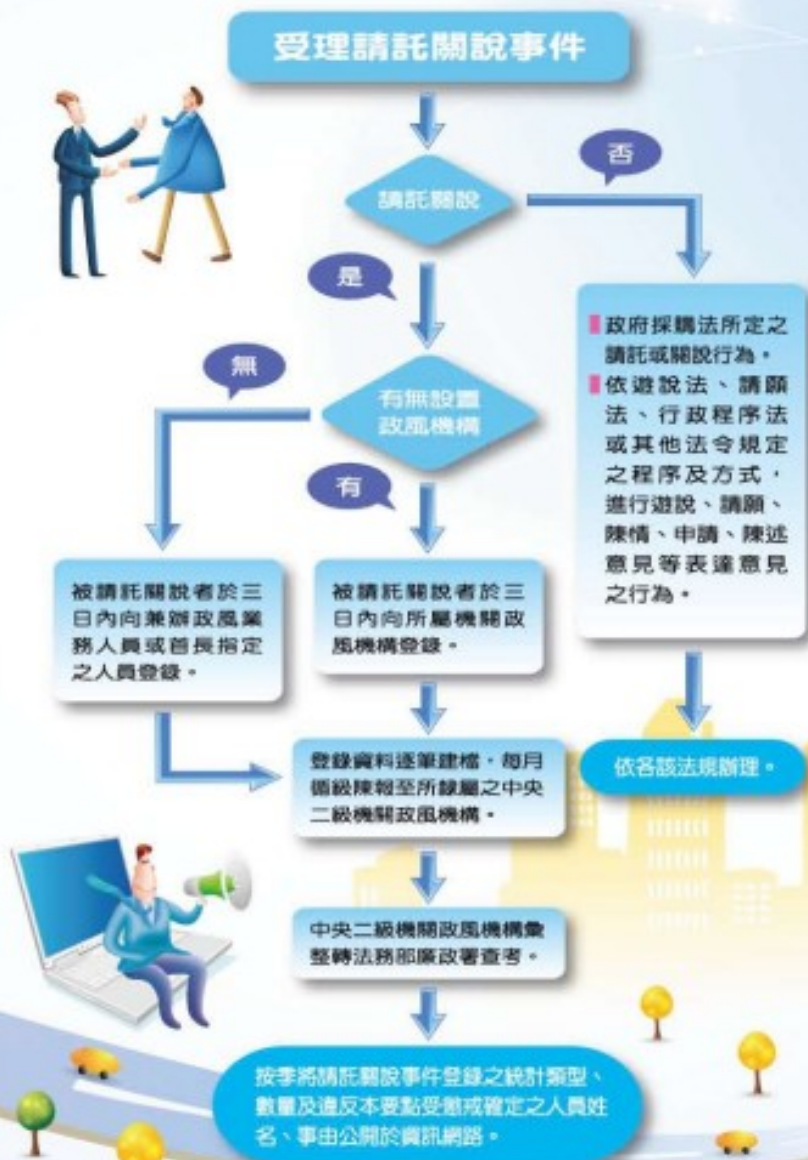 受理請託關說事件
請託關說
否
是
政府採購法所定之
請託或關說行為。
依遊說法、請願
法、行政程序法
或其他法令規定
之程序及方式，
進行遊說、請願、
陳情、申請、陳述
意見等表達意見
之行為。
無
有無設置
政風機構
有
被請託關說者於三
日內向兼辦政風業
務人員或首長指定
之人員登錄。
被請託關說者於三
日內向所屬機關政
風機構登錄。
登錄資料逐筆建檔，每月
循級陳報至所隸屬之中央
二級機關政風機構。
依各該法規辦理。
中央二級機關政風機構彙
整轉法務部廉政署查考。
按季將請託關說事件登錄之統計類型、
數量及違反本要點受懲戒確定之人員姓
名、事由公開於資訊網路。